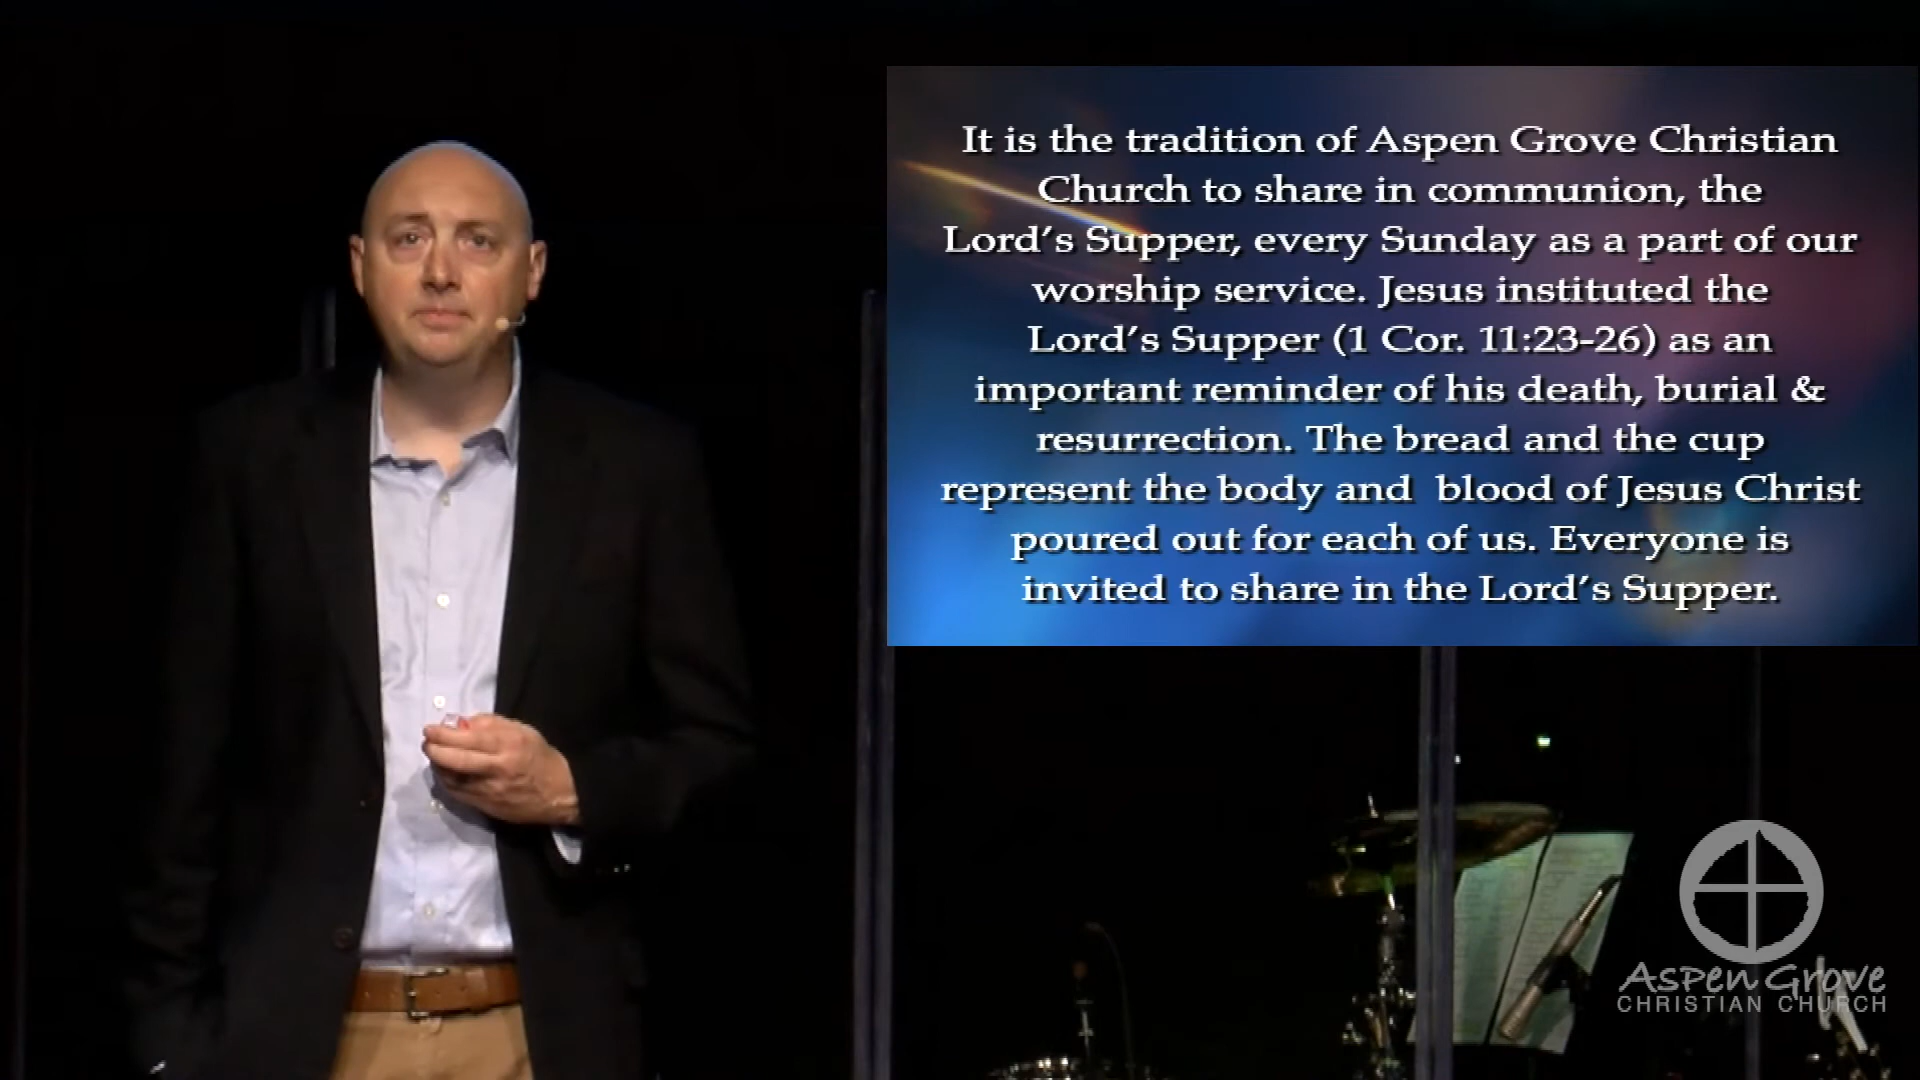 It is the tradition of Aspen Grove Christian
Church to share in communion, the
Lord's Supper, every Sunday as a part of our
worship service. Jesus instituted the
Lord's Supper (1 Cor. 11:23-26) as an
important reminder of his death, burial &
resurrection. The bread and the cup
represent the body and  blood of Jesus Christ
poured out for each of us. Everyone is
invited to share in the Lord's Supper.
Aspen Grove
CHRISTIAN CHURCH